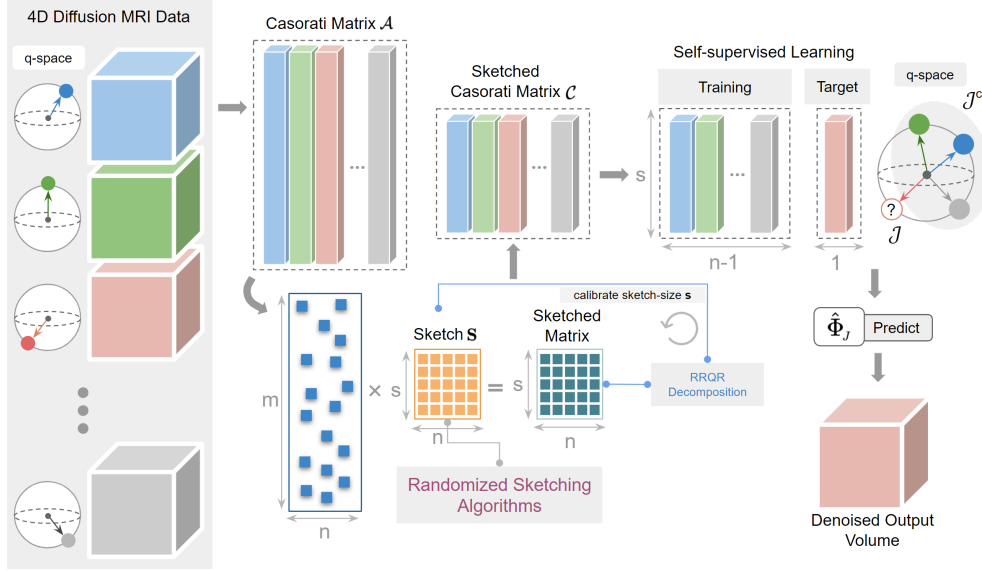 4D Diffusion MRI Data
q-space
Casorati Matrix 𝒜
...
Sketched
Casorati Matrix 𝒞
...
Self-supervised Learning
Training
Target
q-space
𝒥ᶜ
s
...
?
𝒥
n-1
1
calibrate sketch-size s
m
n
×
Sketch S
s
n
=
Sketched
Matrix
s
n
RRQR
Decomposition
Randomized Sketching
Algorithms
Φ̂_J
Predict
Denoised Output
Volume